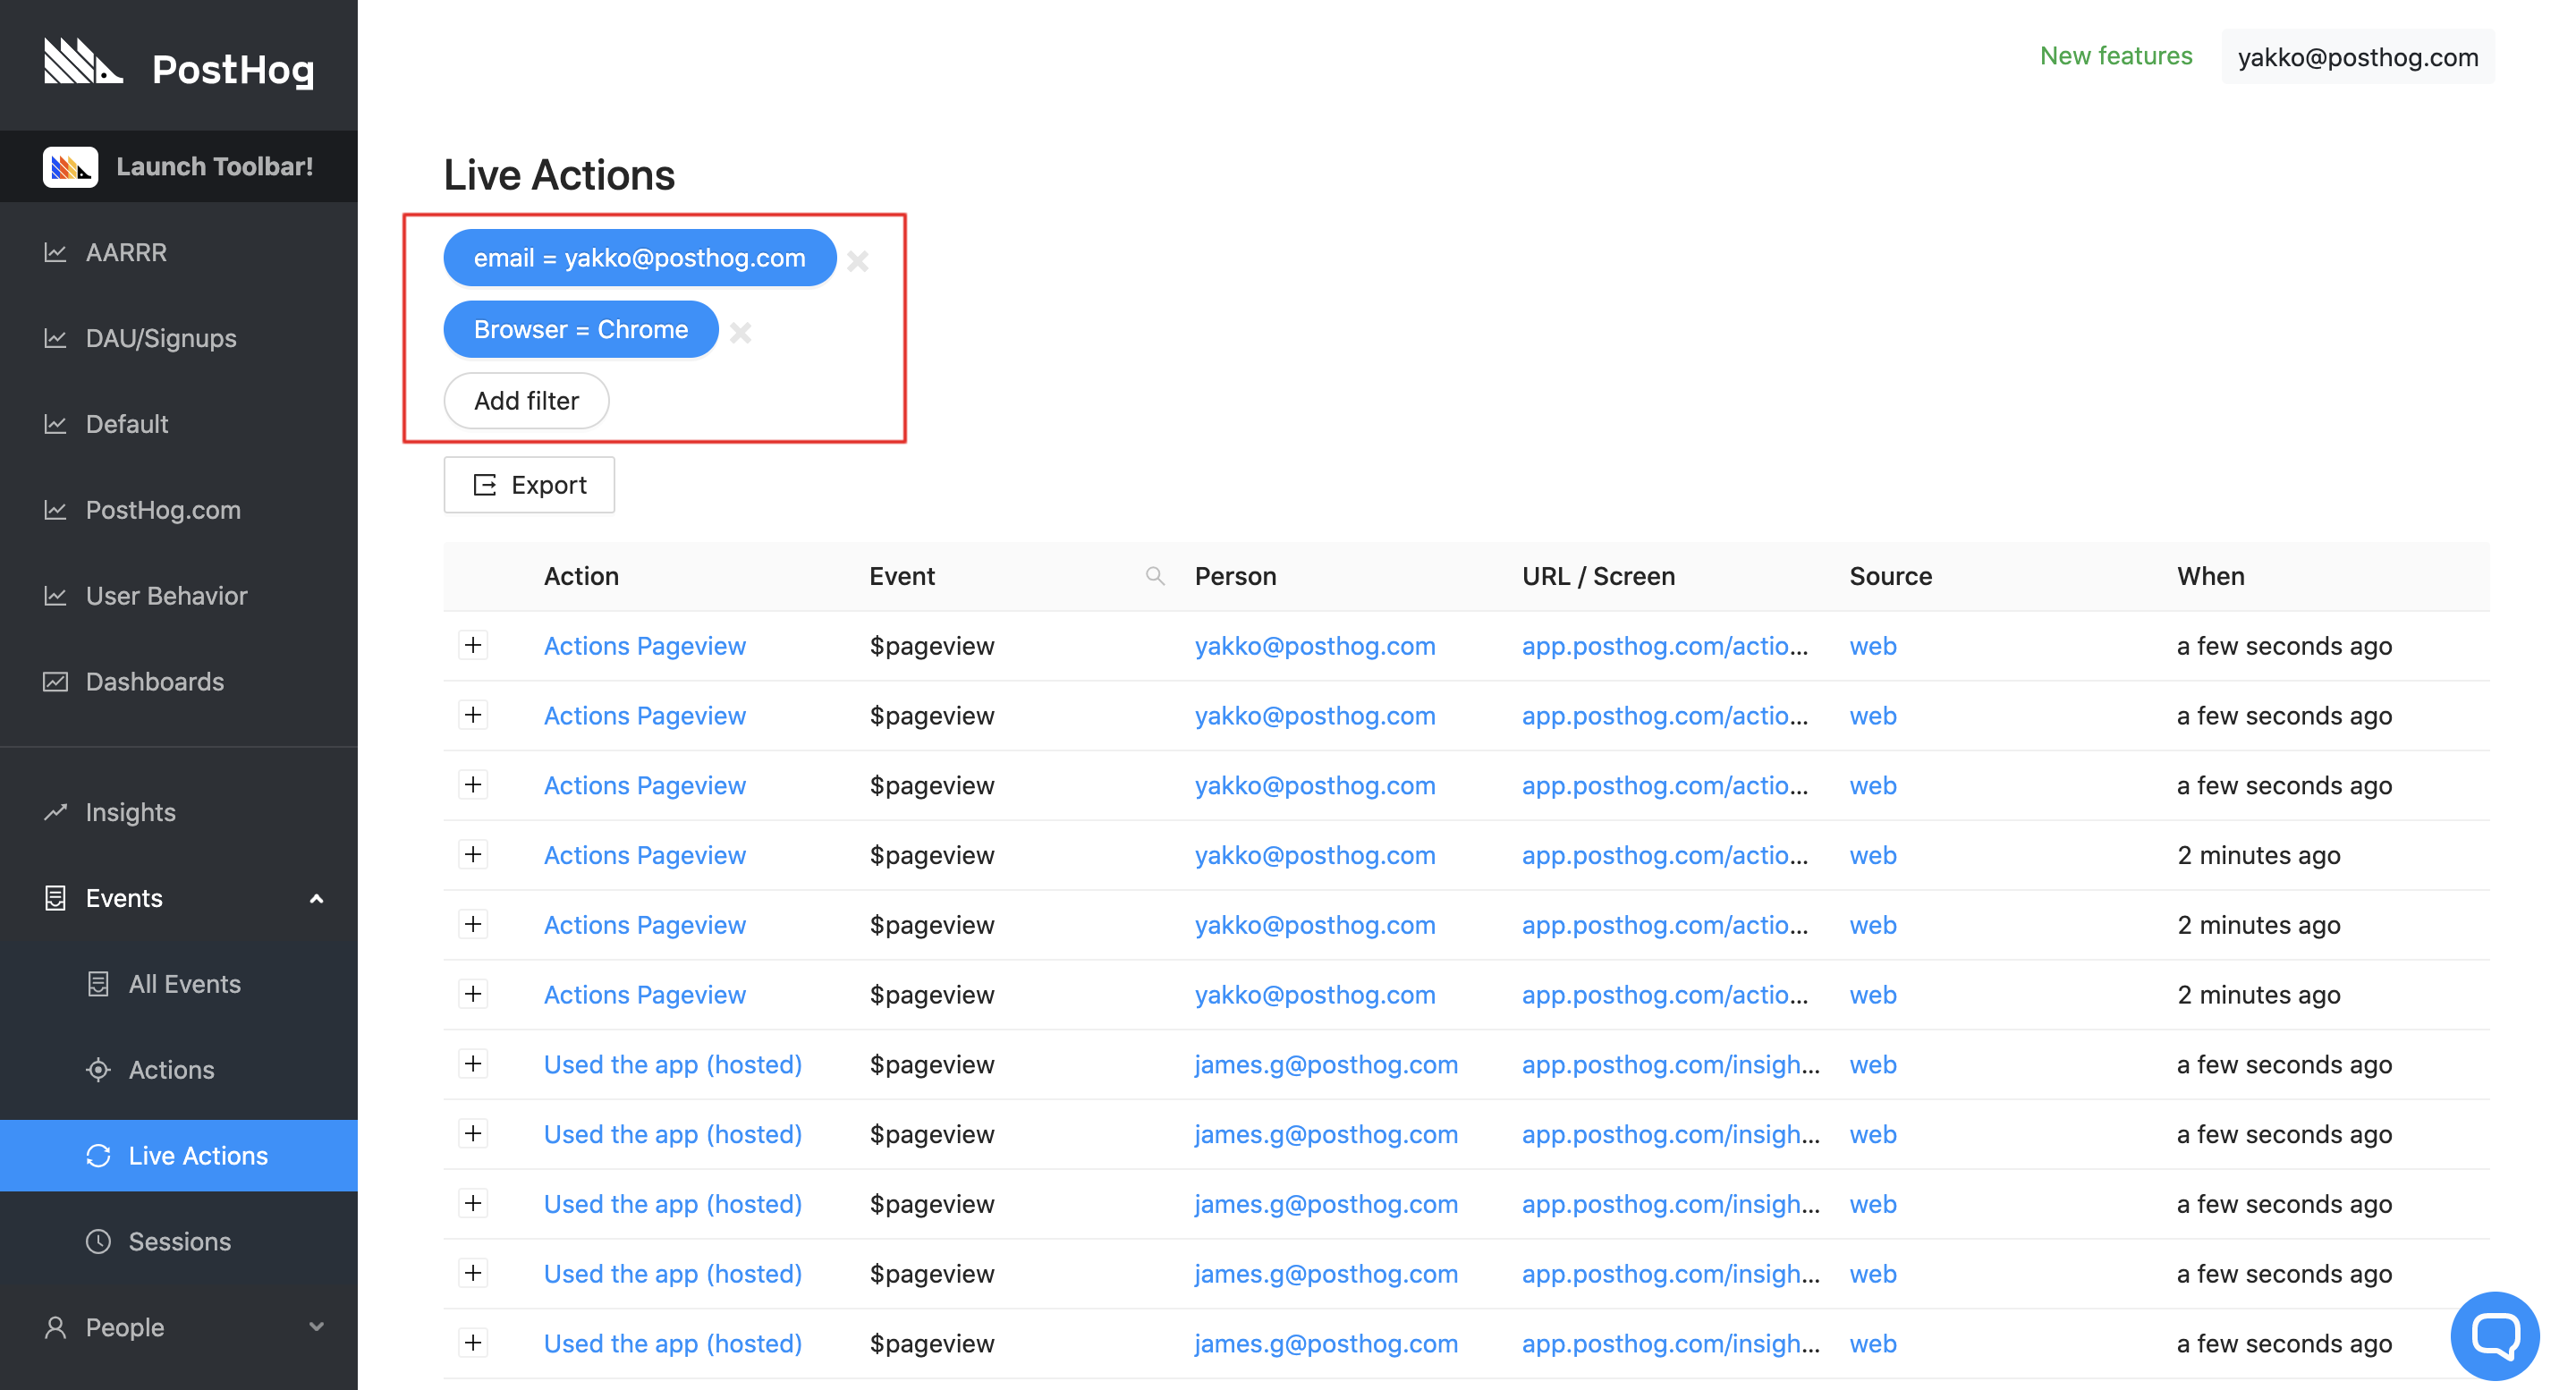 PostHog
New features
yakko@posthog.com
Launch Toolbar!
AARRR
DAU/Signups
Default
PostHog.com
User Behavior
Dashboards
Insights
Events
All Events
Actions
Live Actions
Sessions
People
Live Actions
email = yakko@posthog.com
Browser = Chrome
Add filter
Export
Action Event Person URL / Screen Source When
Actions Pageview $pageview yakko@posthog.com app.posthog.com/actio... web a few seconds ago
Actions Pageview $pageview yakko@posthog.com app.posthog.com/actio... web a few seconds ago
Actions Pageview $pageview yakko@posthog.com app.posthog.com/actio... web a few seconds ago
Actions Pageview $pageview yakko@posthog.com app.posthog.com/actio... web 2 minutes ago
Actions Pageview $pageview yakko@posthog.com app.posthog.com/actio... web 2 minutes ago
Actions Pageview $pageview yakko@posthog.com app.posthog.com/actio... web 2 minutes ago
Used the app (hosted) $pageview james.g@posthog.com app.posthog.com/insigh... web a few seconds ago
Used the app (hosted) $pageview james.g@posthog.com app.posthog.com/insigh... web a few seconds ago
Used the app (hosted) $pageview james.g@posthog.com app.posthog.com/insigh... web a few seconds ago
Used the app (hosted) $pageview james.g@posthog.com app.posthog.com/insigh... web a few seconds ago
Used the app (hosted) $pageview james.g@posthog.com app.posthog.com/insigh... web a few seconds ago